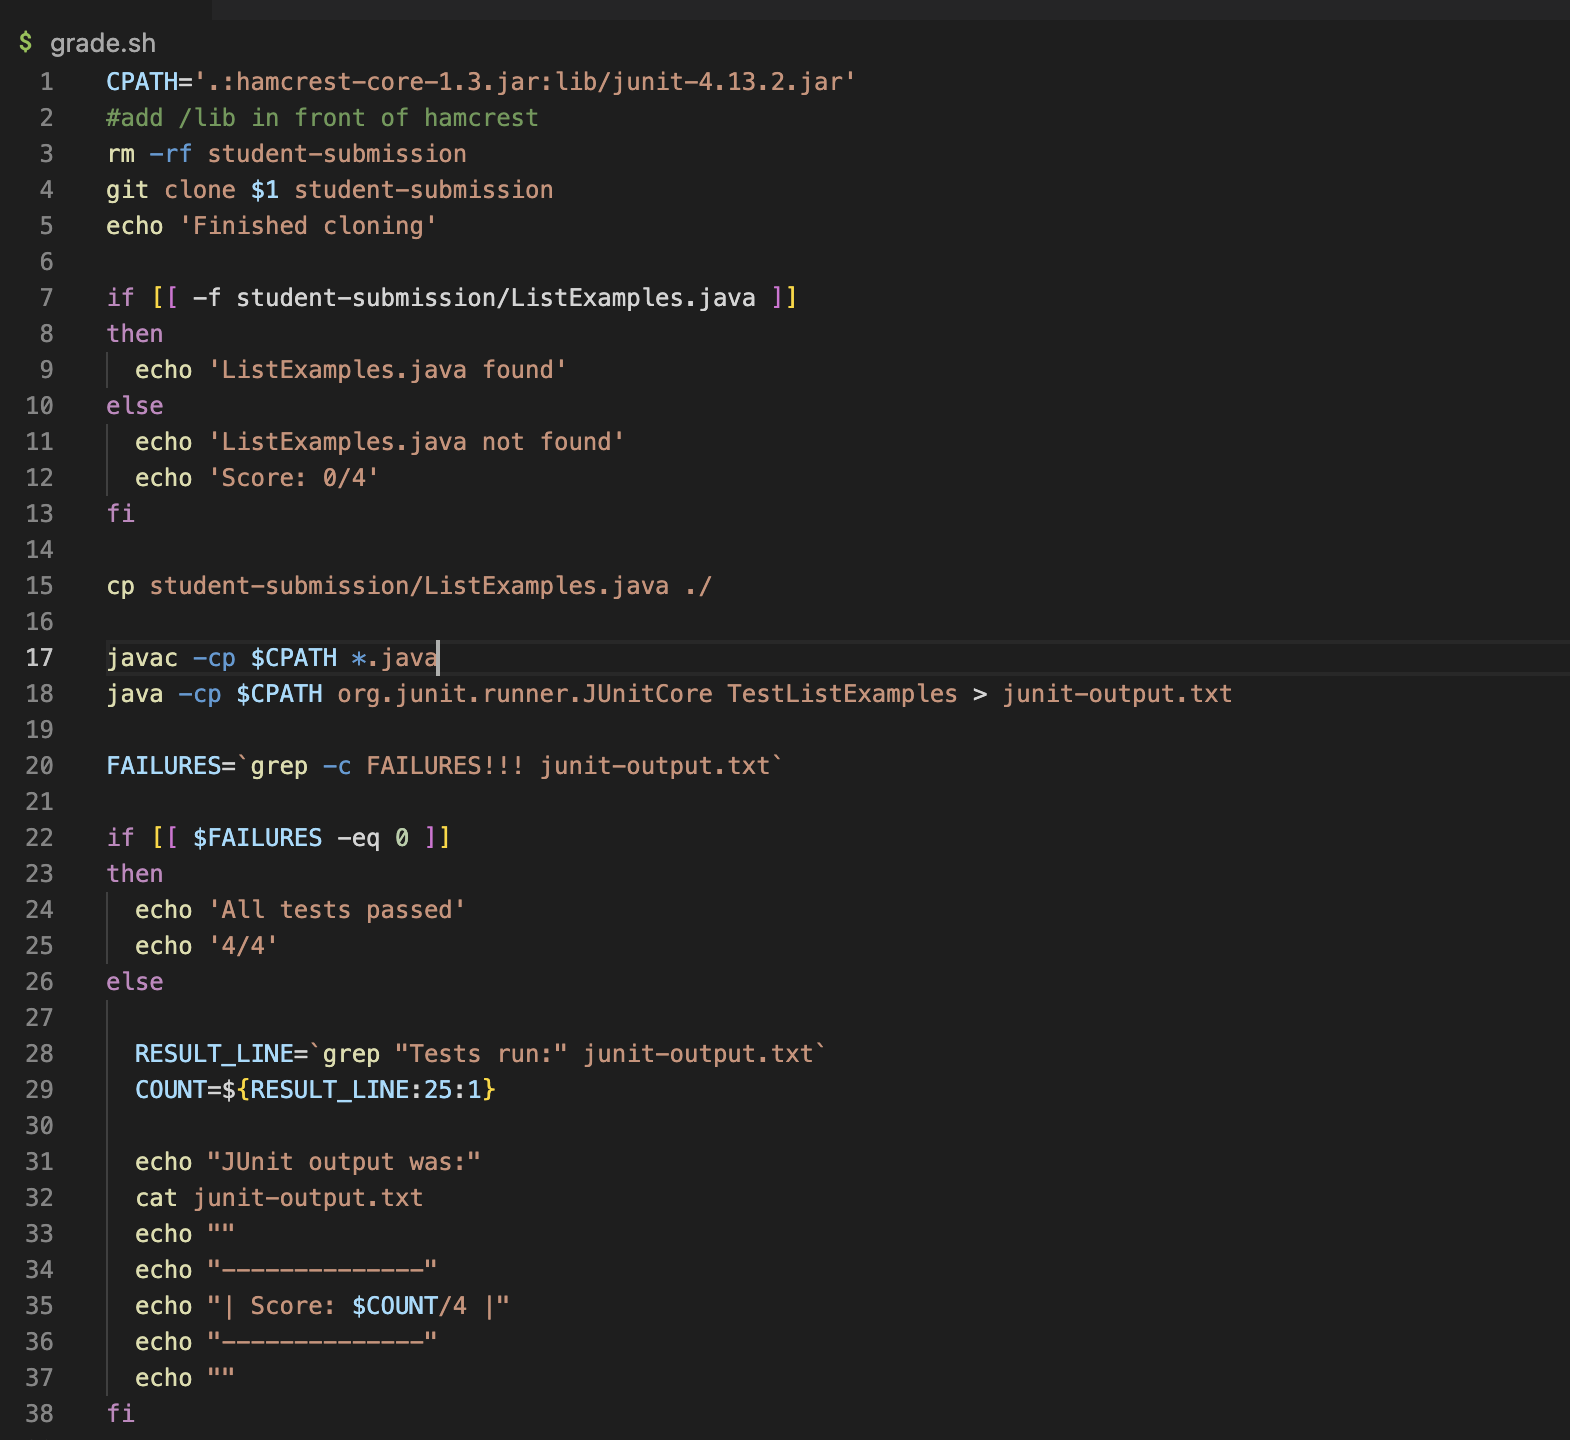 $ grade.sh
1 CPATH='.:hamcrest-core-1.3.jar:lib/junit-4.13.2.jar'
2 #add /lib in front of hamcrest
3 rm -rf student-submission
4 git clone $1 student-submission
5 echo 'Finished cloning'
6
7 if [[ -f student-submission/ListExamples.java ]]
8 then
9   echo 'ListExamples.java found'
10 else
11   echo 'ListExamples.java not found'
12   echo 'Score: 0/4'
13 fi
14
15 cp student-submission/ListExamples.java ./
16
17 javac -cp $CPATH *.java
18 java -cp $CPATH org.junit.runner.JUnitCore TestListExamples > junit-output.txt
19
20 FAILURES=`grep -c FAILURES!!! junit-output.txt`
21
22 if [[ $FAILURES -eq 0 ]]
23 then
24   echo 'All tests passed'
25   echo '4/4'
26 else
27
28   RESULT_LINE=`grep "Tests run:" junit-output.txt`
29   COUNT=${RESULT_LINE:25:1}
30
31   echo "JUnit output was:"
32   cat junit-output.txt
33   echo ""
34   echo "--------------"
35   echo "| Score: $COUNT/4 |"
36   echo "--------------"
37   echo ""
38 fi